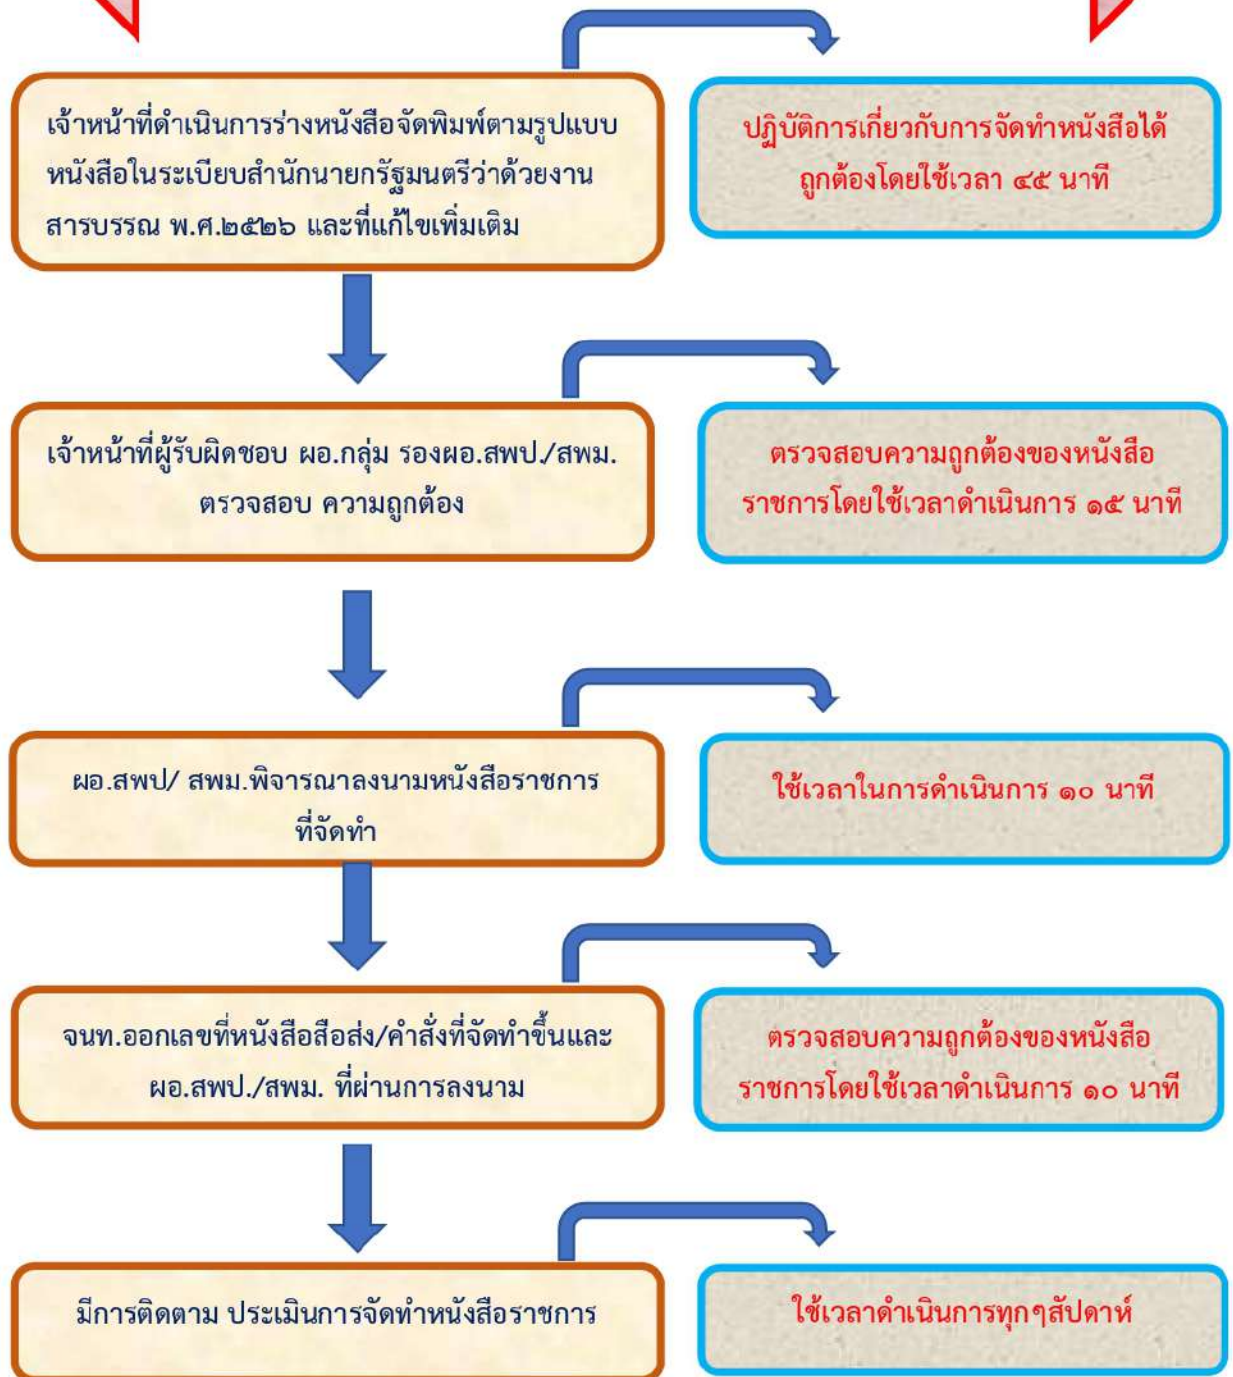 เจ้าหน้าที่ดำเนินการร่างหนังสือจัดพิมพ์ตามรูปแบบ
หนังสือในระเบียบสำนักนายกรัฐมนตรีว่าด้วยงาน
สารบรรณ พ.ศ.๒๕๒๖ และที่แก้ไขเพิ่มเติม
ปฏิบัติการเกี่ยวกับการจัดทำหนังสือได้
ถูกต้องโดยใช้เวลา ๔๕ นาที
เจ้าหน้าที่ผู้รับผิดชอบ ผอ.กลุ่ม รองผอ.สพป./สพม.
ตรวจสอบ ความถูกต้อง
ตรวจสอบความถูกต้องของหนังสือ
ราชการโดยใช้เวลาดำเนินการ ๑๕ นาที
ผอ.สพป/ สพม.พิจารณาลงนามหนังสือราชการ
ที่จัดทำ
ใช้เวลาในการดำเนินการ ๑๐ นาที
จนท.ออกเลขที่หนังสือสือส่ง/คำสั่งที่จัดทำขึ้นและ
ผอ.สพป./สพม. ที่ผ่านการลงนาม
ตรวจสอบความถูกต้องของหนังสือ
ราชการโดยใช้เวลาดำเนินการ ๑๐ นาที
มีการติดตาม ประเมินการจัดทำหนังสือราชการ
ใช้เวลาดำเนินการทุกๆสัปดาห์